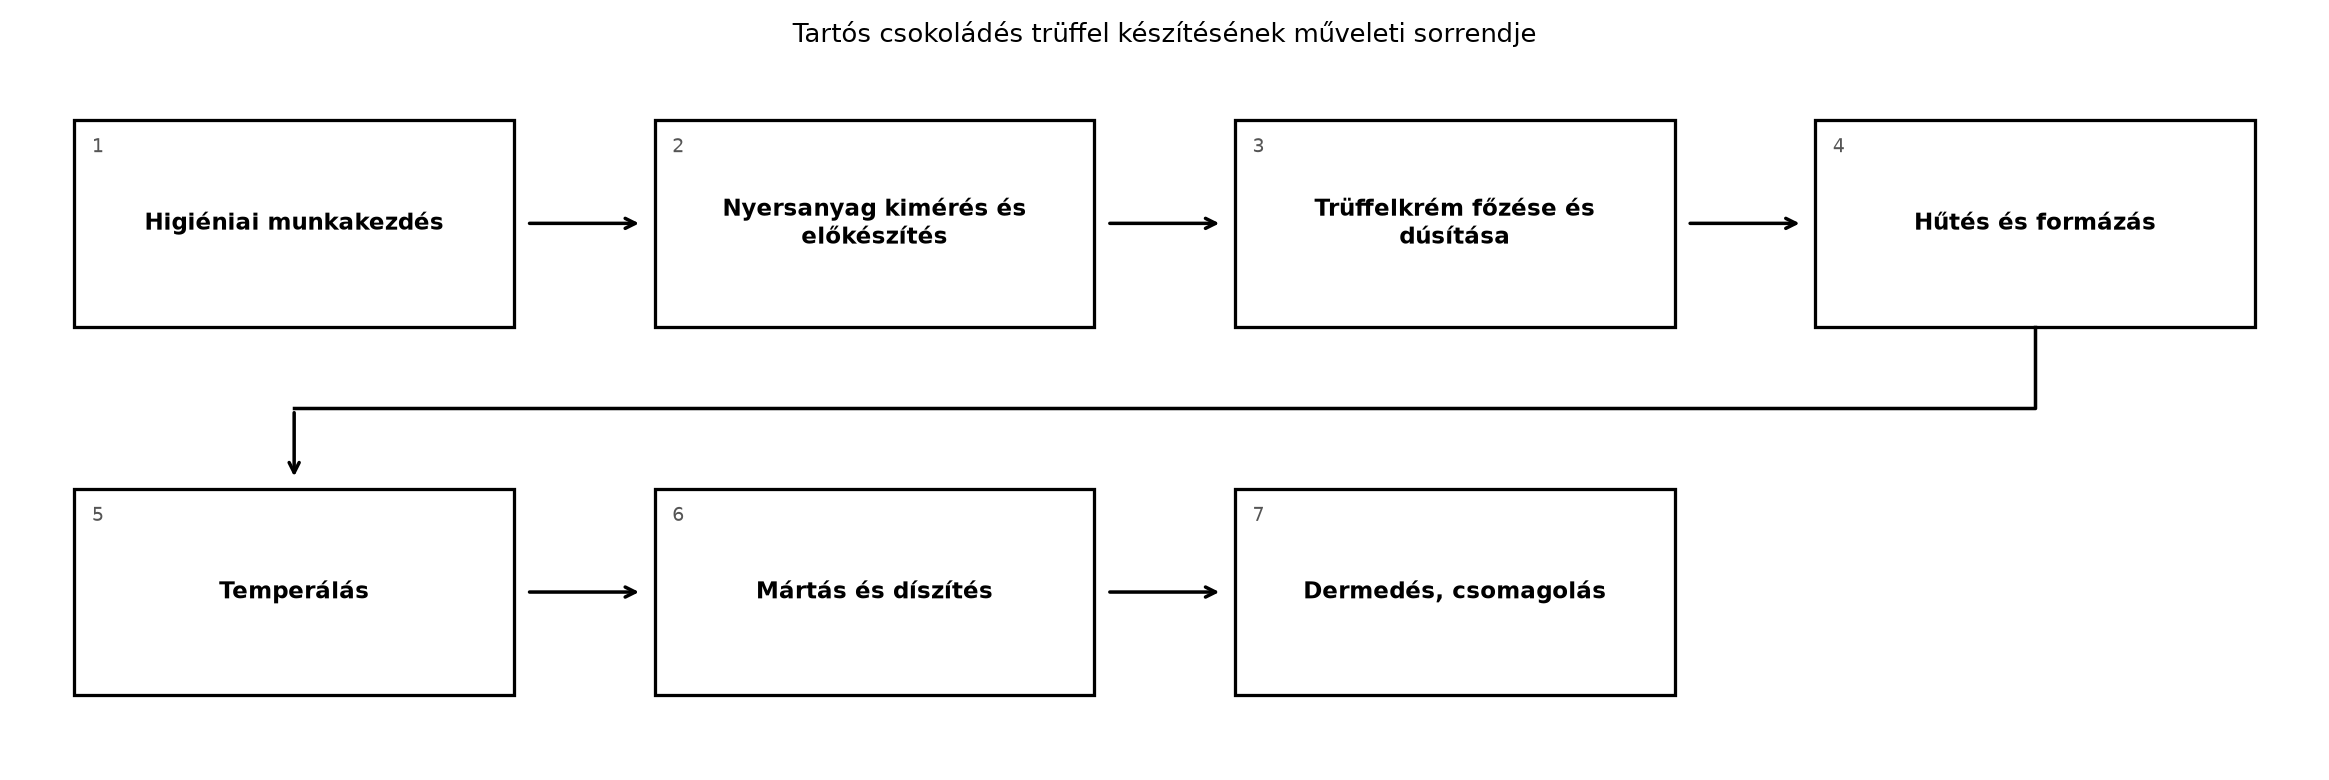 Tartós csokoládés trüffel készítésének műveleti sorrendje
1
Higiéniai munkakezdés
2
Nyersanyag kimérés és
előkészítés
3
Trüffelkrém főzése és
dúsítása
4
Hűtés és formázás
5
Temperálás
6
Mártás és díszítés
7
Dermedés, csomagolás